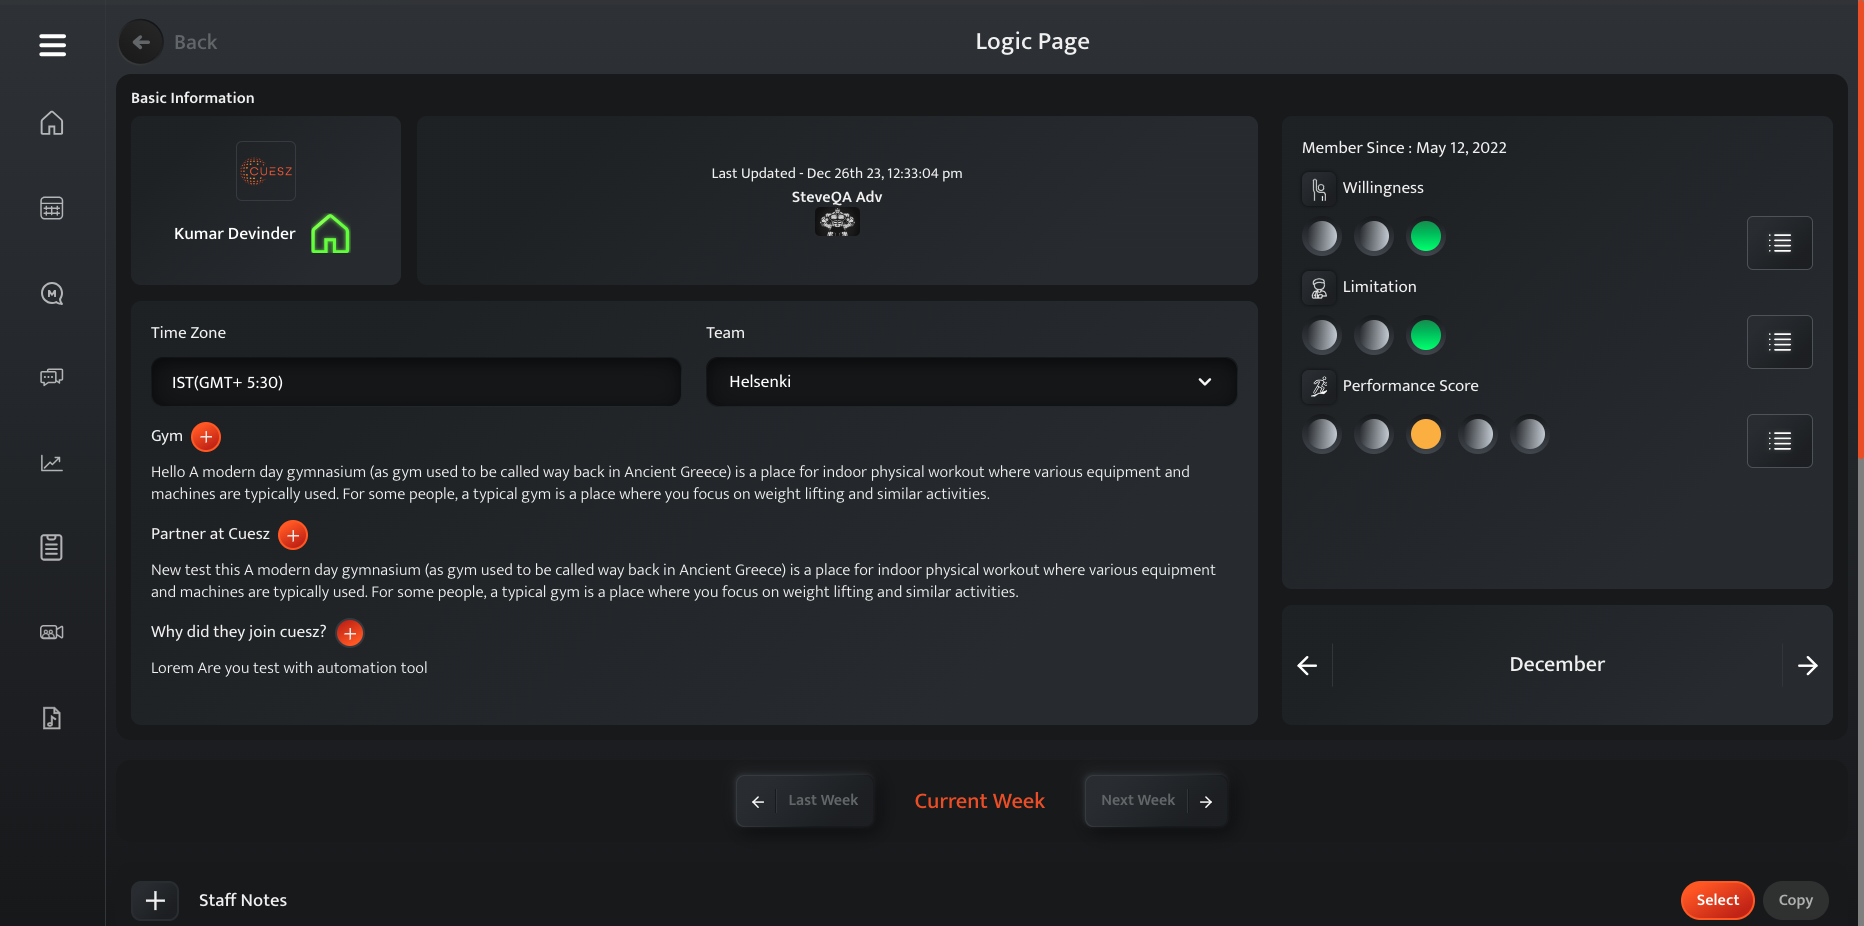 Back
Logic Page
Basic Information
CUESZ
Kumar Devinder
Last Updated - Dec 26th 23, 12:33:04 pm
SteveQA Adv
Member Since : May 12, 2022
Willingness
Limitation
Performance Score
Time Zone
Team
IST(GMT+ 5:30)
Helsenki
Gym
Hello A modern day gymnasium (as gym used to be called way back in Ancient Greece) is a place for indoor physical workout where various equipment and
machines are typically used. For some people, a typical gym is a place where you focus on weight lifting and similar activities.
Partner at Cuesz
New test this A modern day gymnasium (as gym used to be called way back in Ancient Greece) is a place for indoor physical workout where various equipment
and machines are typically used. For some people, a typical gym is a place where you focus on weight lifting and similar activities.
Why did they join cuesz?
Lorem Are you test with automation tool
December
Last Week
Current Week
Next Week
Staff Notes
Select
Copy
M